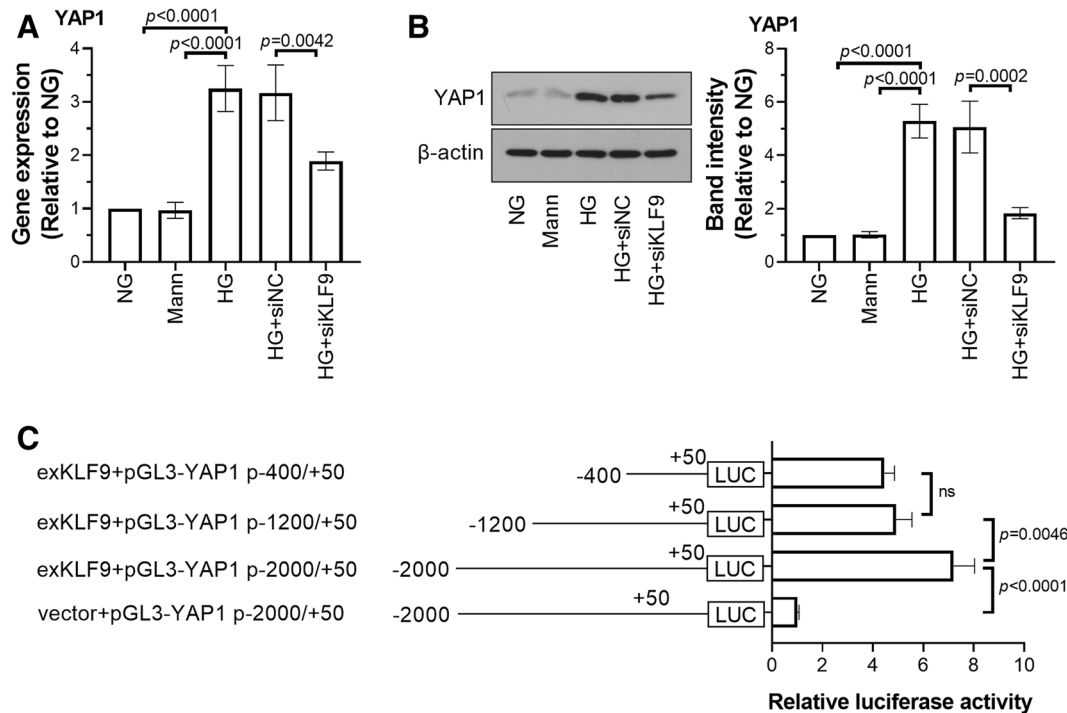 A
YAP1
p<0.0001
p<0.0001
p=0.0042
Gene expression
(Relative to NG)
4
3
2
1
0
NG
Mann
HG
HG+siNC
HG+siKLF9
B
YAP1
β-actin
NG
Mann
HG
HG+siNC
HG+siKLF9
YAP1
p<0.0001
p<0.0001
p=0.0002
Band intensity
(Relative to NG)
8
6
4
2
0
NG
Mann
HG
HG+siNC
HG+siKLF9
C
exKLF9+pGL3-YAP1 p-400/+50
-400
+50
LUC
exKLF9+pGL3-YAP1 p-1200/+50
-1200
+50
LUC
exKLF9+pGL3-YAP1 p-2000/+50
-2000
+50
LUC
vector+pGL3-YAP1 p-2000/+50
-2000
+50
LUC
ns
p=0.0046
p<0.0001
0 2 4 6 8 10
Relative luciferase activity